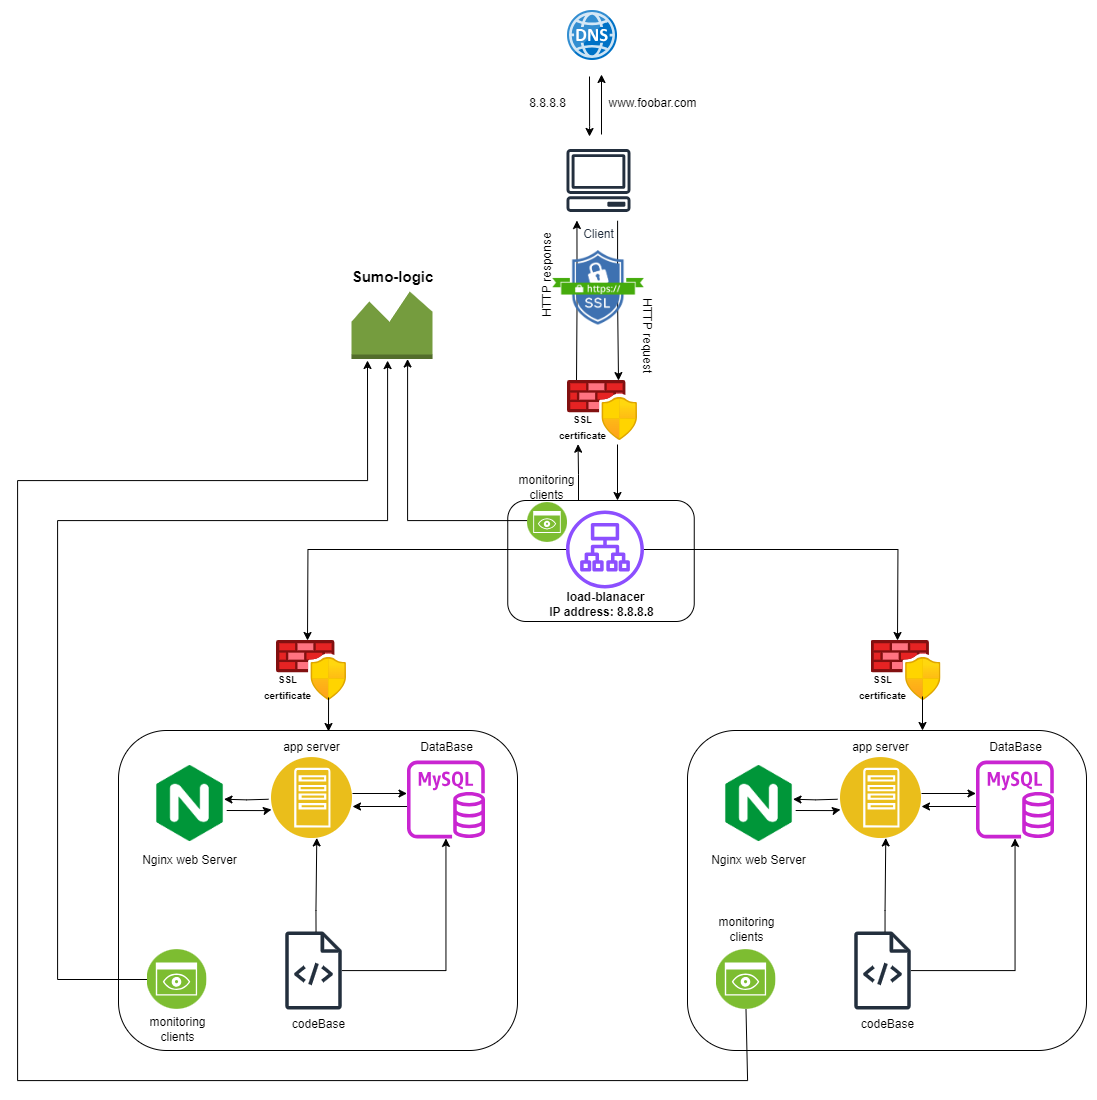 DNS
8.8.8.8
www.foobar.com
Client
HTTP response
https://
SSL
HTTP request
Sumo-logic
SSL
certificate
monitoring
clients
load-blanacer
IP address: 8.8.8.8
SSL
certificate
SSL
certificate
app server
DataBase
MySQL
N
Nginx web Server
</>
codeBase
monitoring
clients
app server
DataBase
MySQL
N
Nginx web Server
monitoring
clients
</>
codeBase